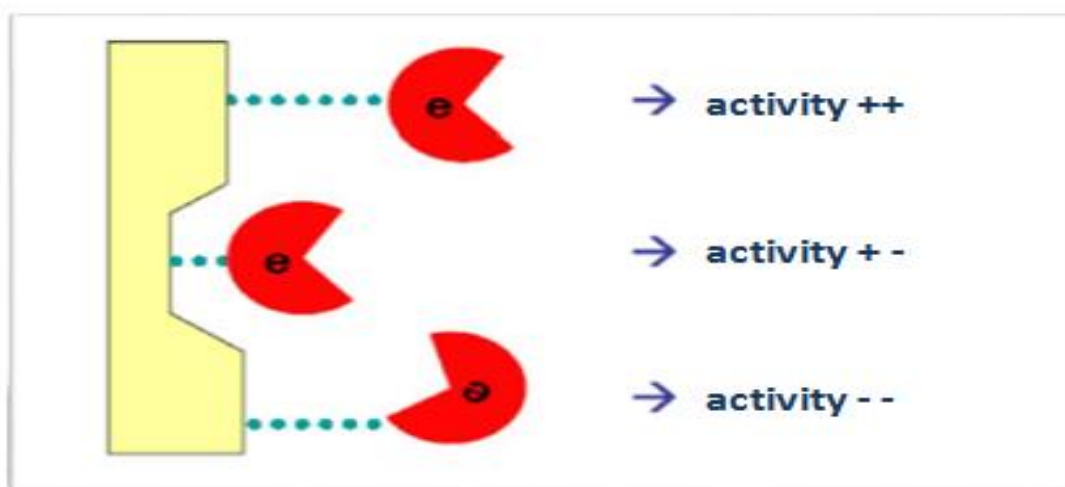 e → activity ++
e → activity + -
e → activity - -